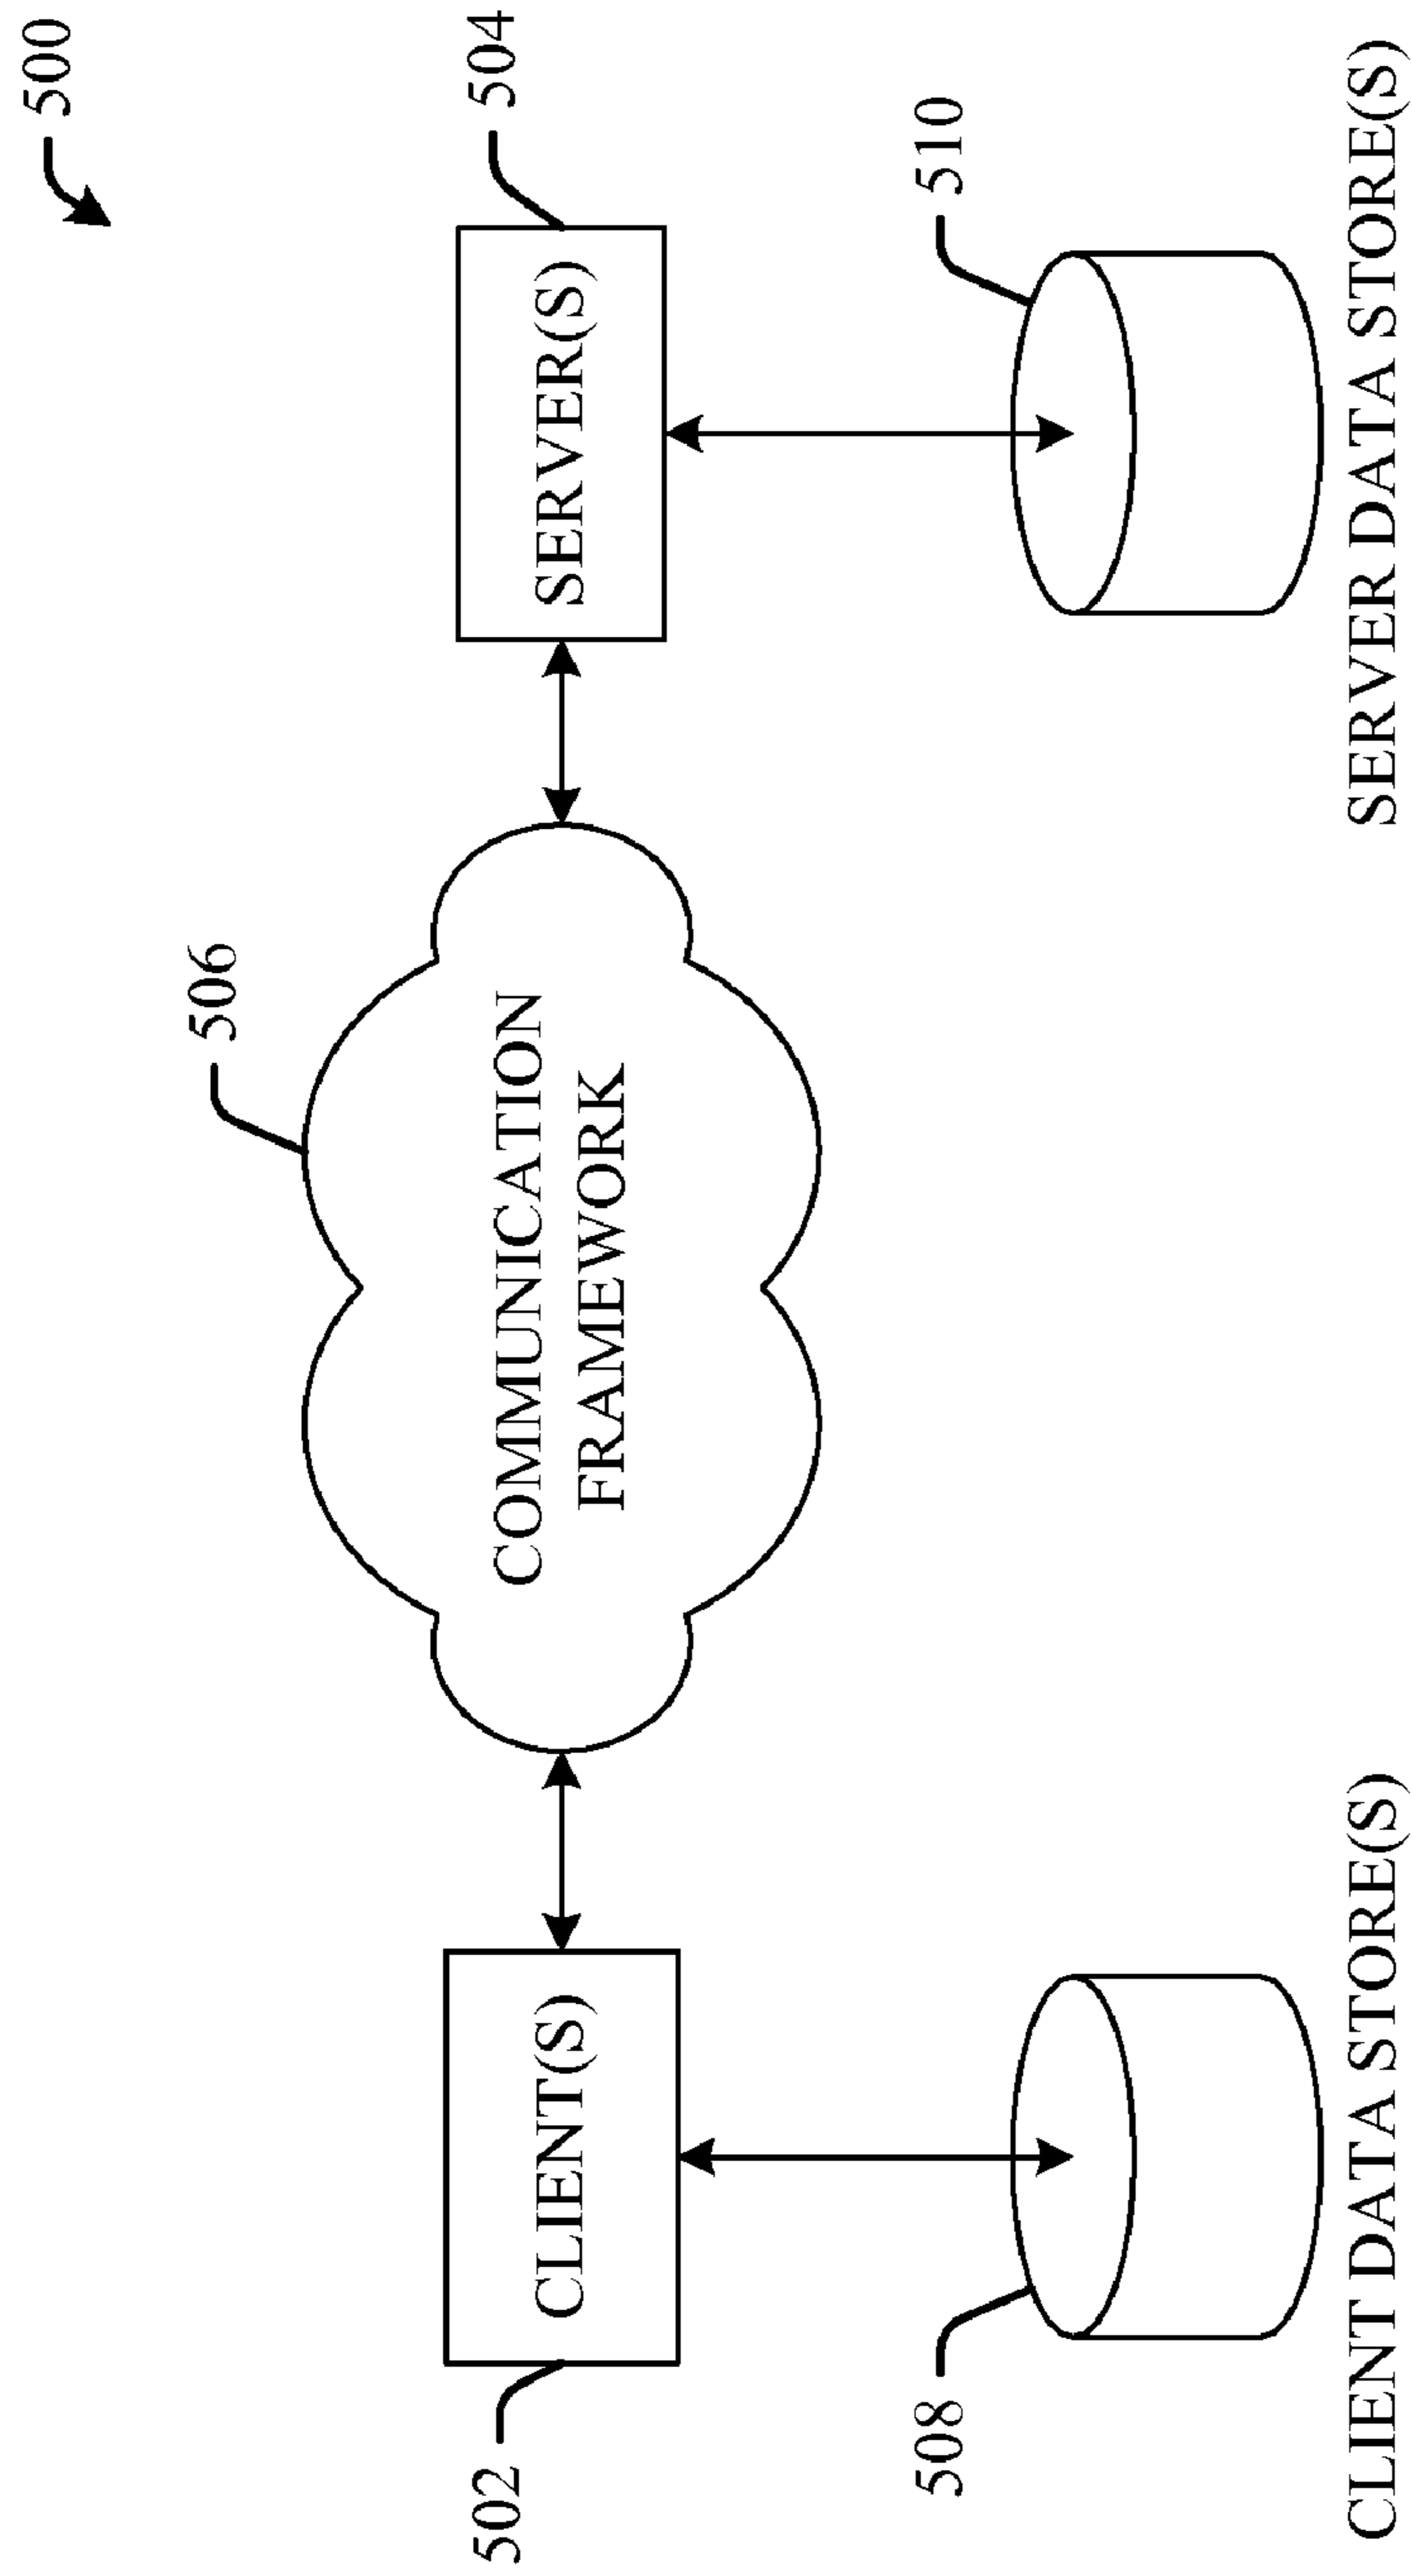 500
502
CLIENT(S)
506
COMMUNICATION
FRAMEWORK
504
SERVER(S)
508
510
CLIENT DATA STORE(S)
SERVER DATA STORE(S)